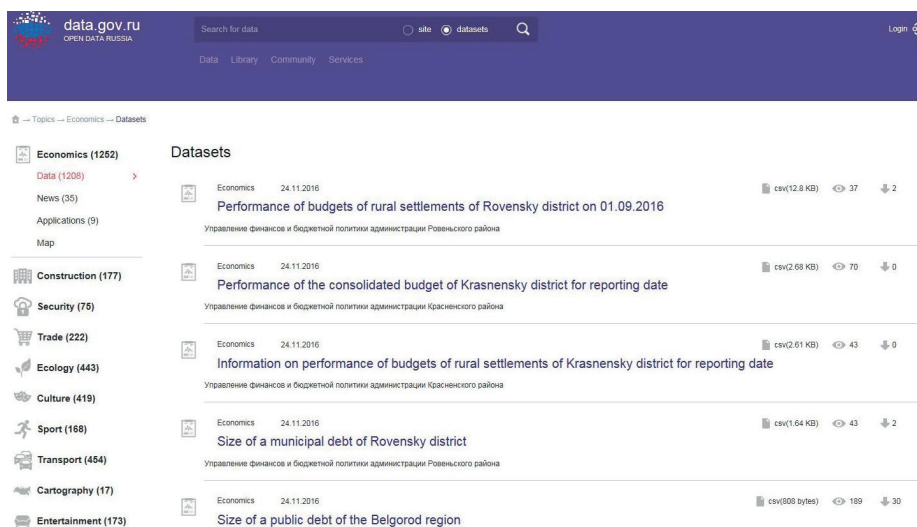 data.gov.ru
OPEN DATA RUSSIA
Search for data
site
datasets
Login
Data Library Community Services
→ Topics → Economics → Datasets
Economics (1252)
Data (1208) >
News (35)
Applications (9)
Map
Construction (177)
Security (75)
Trade (222)
Ecology (443)
Culture (419)
Sport (168)
Transport (454)
Cartography (17)
Entertainment (173)
Datasets
Economics 24.11.2016 csv(12.8 KB) 37 2
Performance of budgets of rural settlements of Rovensky district on 01.09.2016
Управление финансов и бюджетной политики администрации Ровеньского района
Economics 24.11.2016 csv(2.68 KB) 70 0
Performance of the consolidated budget of Krasnensky district for reporting date
Управление финансов и бюджетной политики администрации Красненского района
Economics 24.11.2016 csv(2.61 KB) 43 0
Information on performance of budgets of rural settlements of Krasnensky district for reporting date
Управление финансов и бюджетной политики администрации Красненского района
Economics 24.11.2016 csv(1.64 KB) 43 2
Size of a municipal debt of Rovensky district
Управление финансов и бюджетной политики администрации Ровеньского района
Economics 24.11.2016 csv(808 bytes) 189 30
Size of a public debt of the Belgorod region